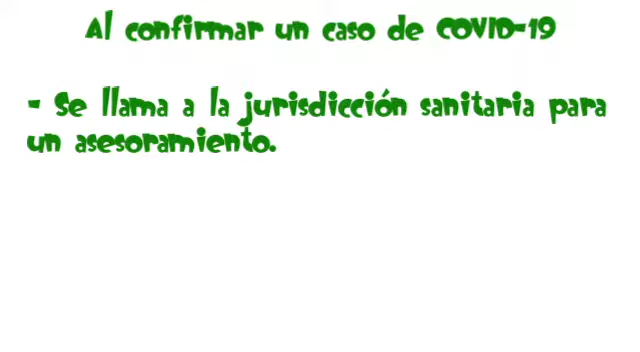 Al confirmar un caso de COVID-19
- Se llama a la jurisdicción sanitaria para
un asesoramiento.